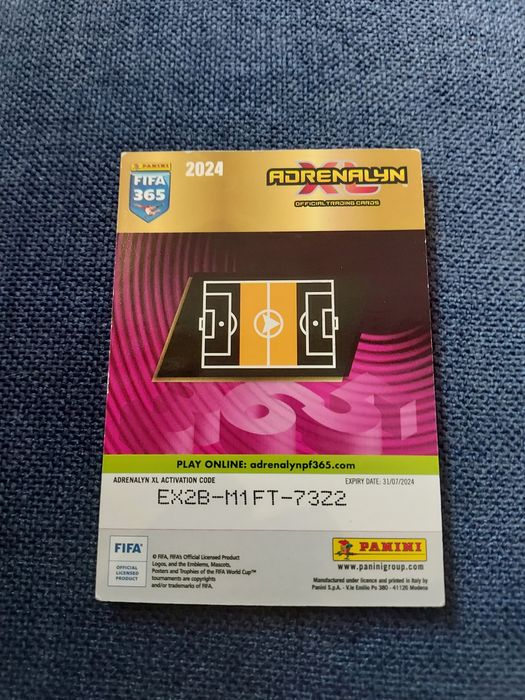 PANINI
FIFA
365
2024
ADRENALYN
XL
OFFICIAL TRADING CARDS
PLAY ONLINE: adrenalynpf365.com
ADRENALYN XL ACTIVATION CODE
EXPIRY DATE: 31/07/2024
EX2B-M1FT-73Z2
FIFA
OFFICIAL
LICENSED
PRODUCT
© FIFA, FIFA's Official Licensed Product
Logos, and the Emblems, Mascots,
Posters and Trophies of the FIFA World Cup™
tournaments are copyrights
and/or trademarks of FIFA.
PANINI
www.paninigroup.com
Manufactured under licence and printed in Italy by
Panini S.p.A. - V.le Emilio Po 380 - 41126 Modena